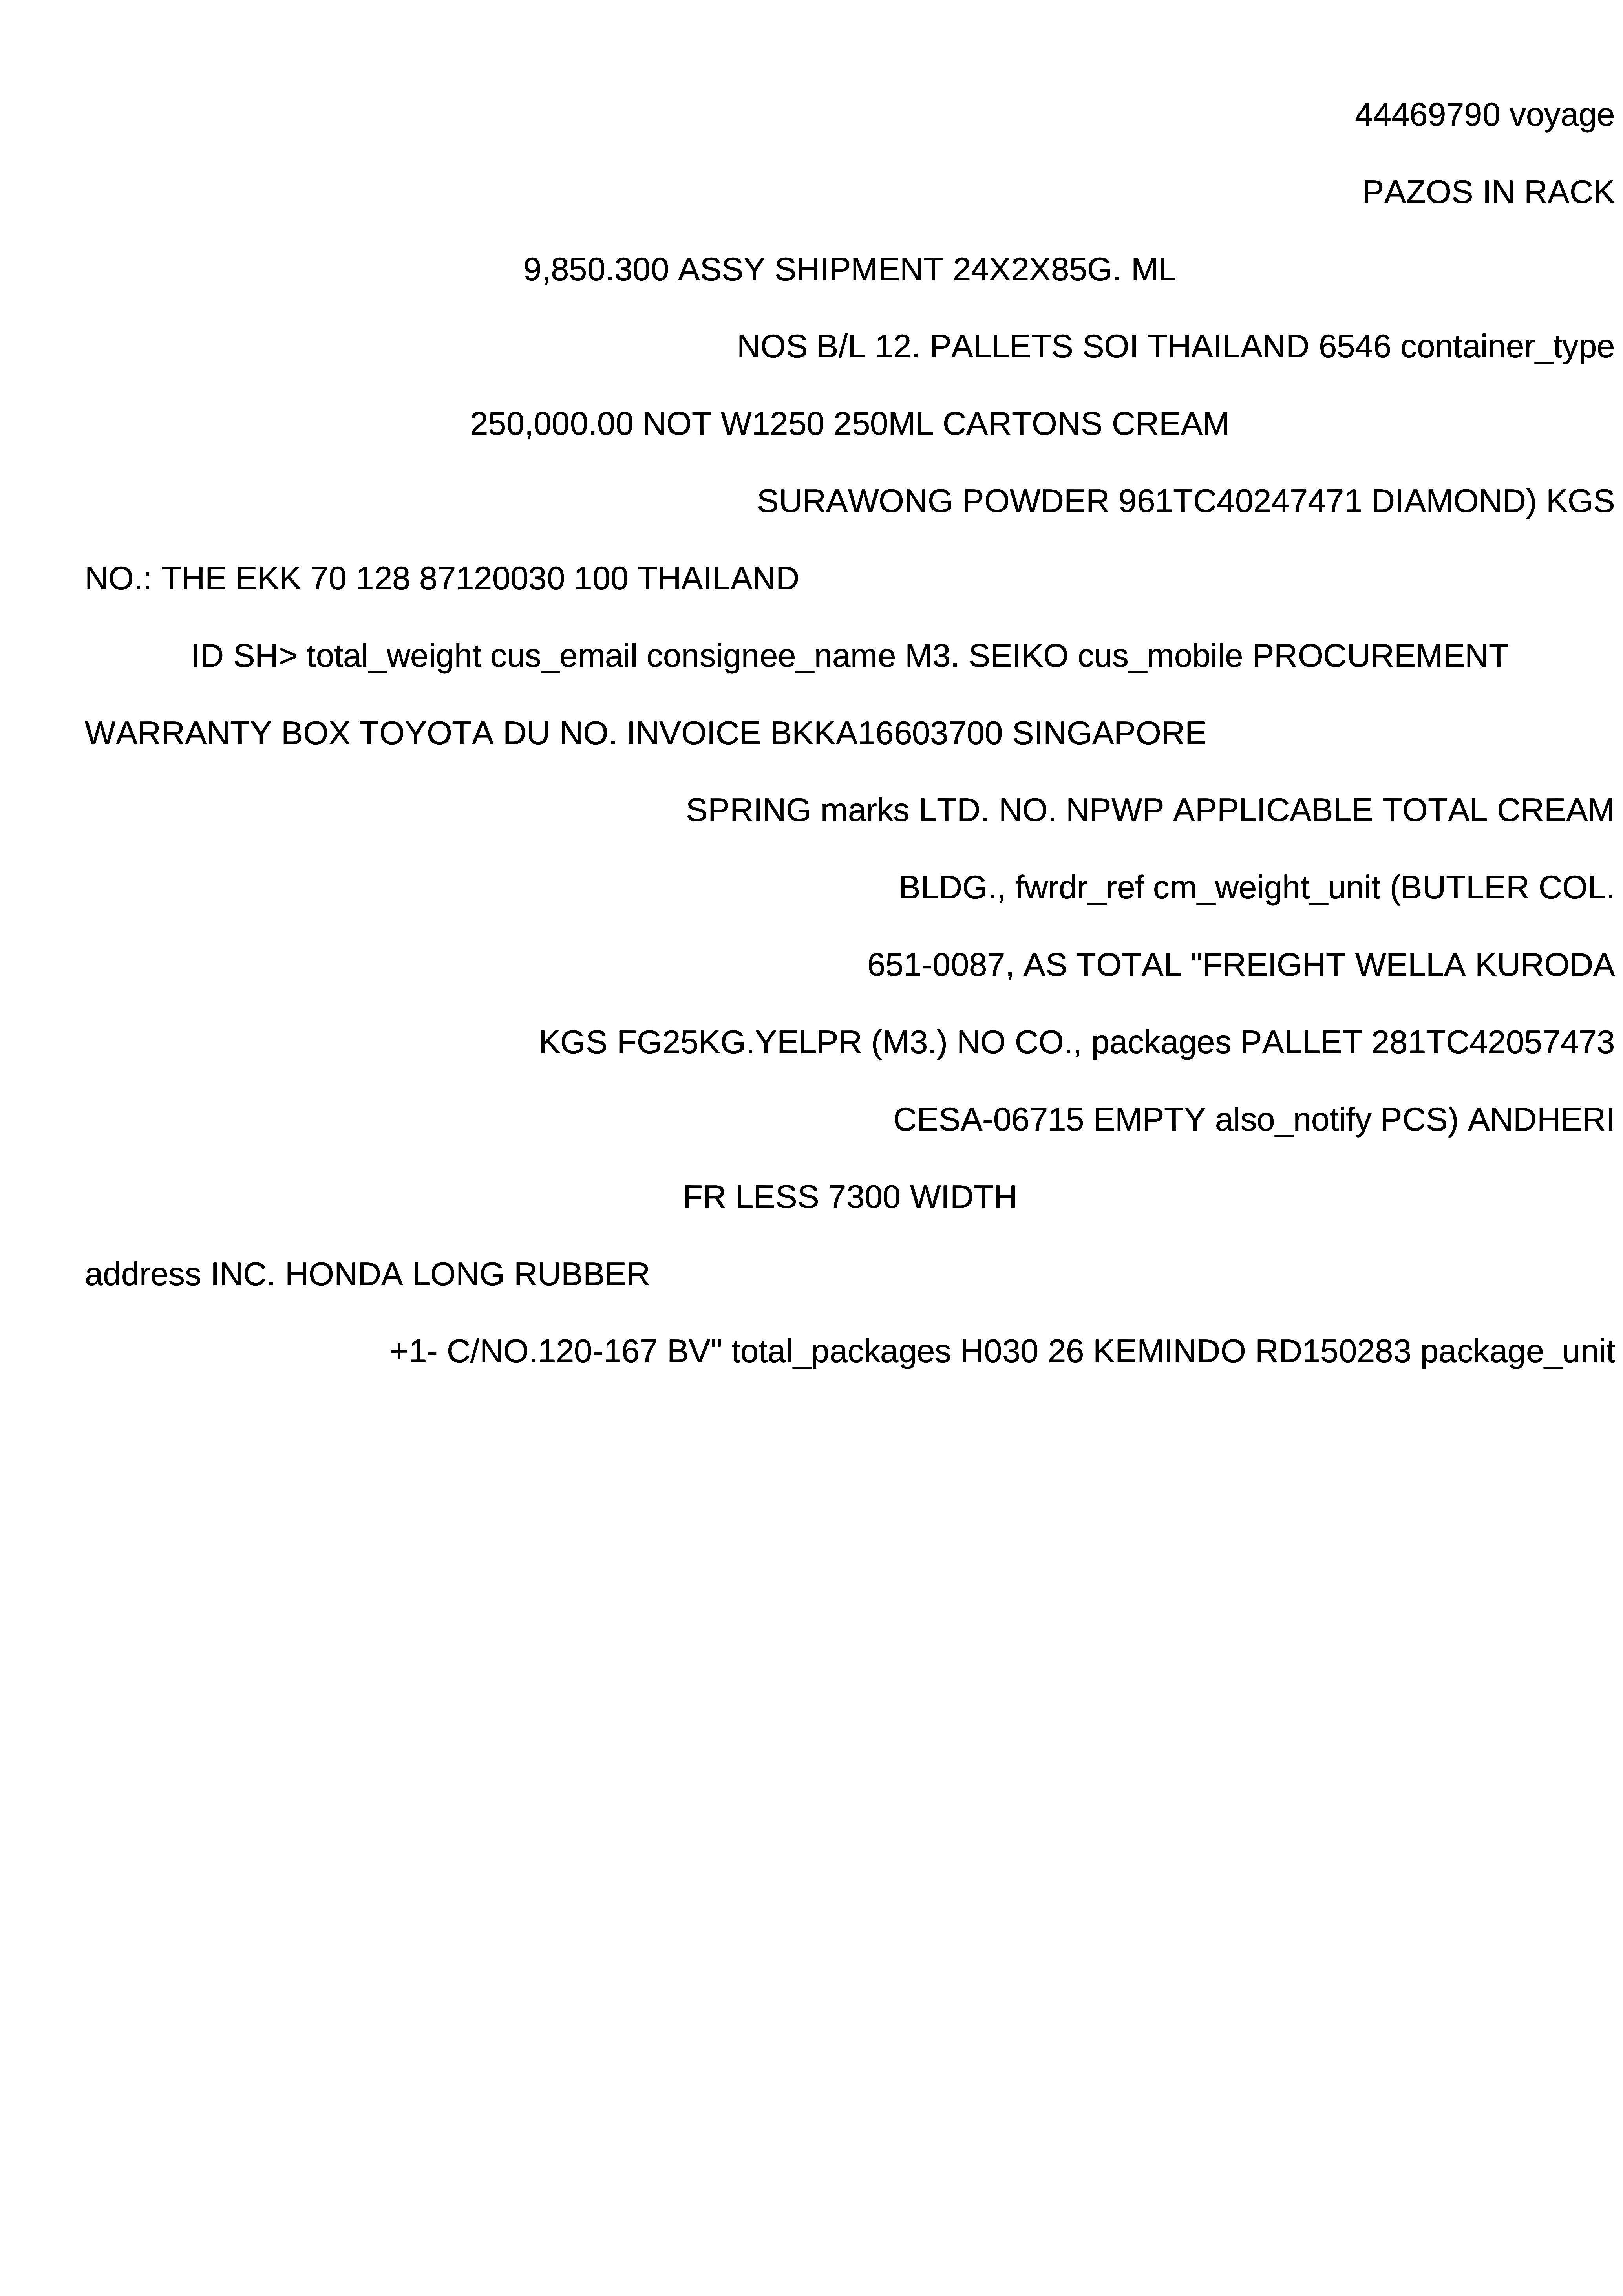 44469790 voyage
PAZOS IN RACK
9,850.300 ASSY SHIPMENT 24X2X85G. ML
NOS B/L 12. PALLETS SOI THAILAND 6546 container_type
250,000.00 NOT W1250 250ML CARTONS CREAM
SURAWONG POWDER 961TC40247471 DIAMOND) KGS
NO.: THE EKK 70 128 87120030 100 THAILAND
ID SH> total_weight cus_email consignee_name M3. SEIKO cus_mobile PROCUREMENT
WARRANTY BOX TOYOTA DU NO. INVOICE BKKA16603700 SINGAPORE
SPRING marks LTD. NO. NPWP APPLICABLE TOTAL CREAM
BLDG., fwrdr_ref cm_weight_unit (BUTLER COL.
651-0087, AS TOTAL "FREIGHT WELLA KURODA
KGS FG25KG.YELPR (M3.) NO CO., packages PALLET 281TC42057473
CESA-06715 EMPTY also_notify PCS) ANDHERI
FR LESS 7300 WIDTH
address INC. HONDA LONG RUBBER
+1- C/NO.120-167 BV" total_packages H030 26 KEMINDO RD150283 package_unit